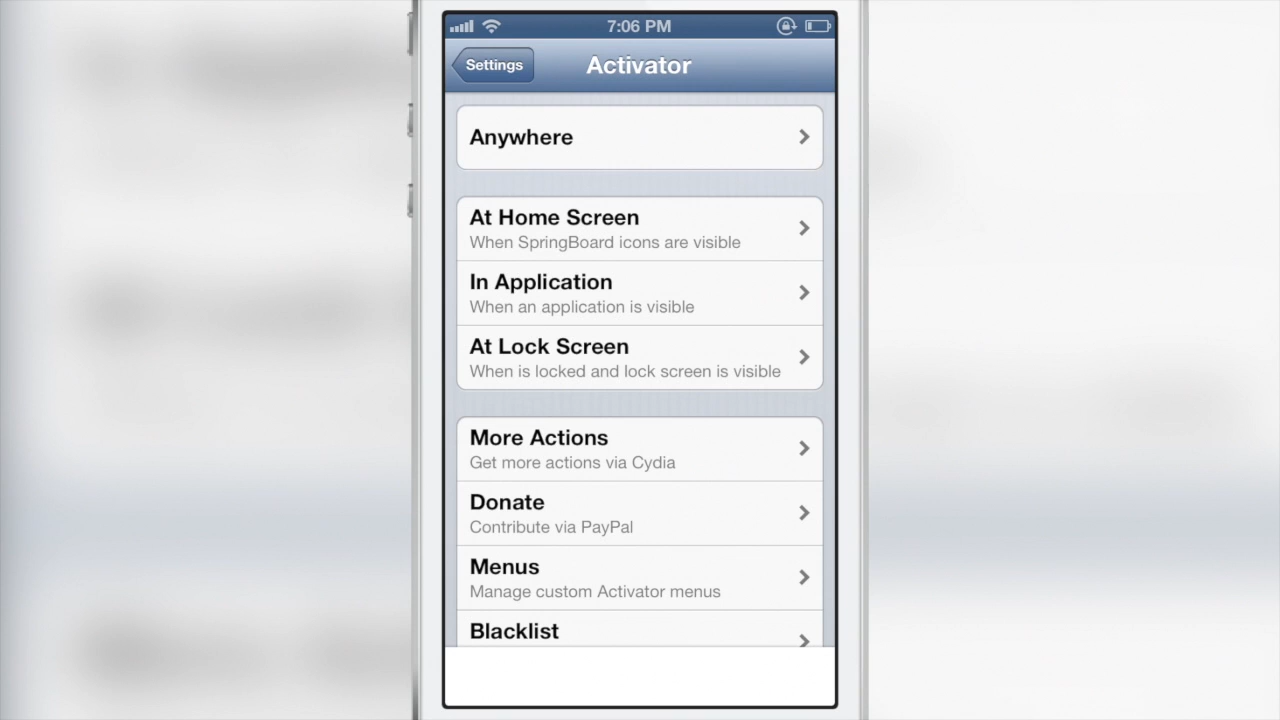 7:06 PM
Settings
Activator
Anywhere
At Home Screen
When SpringBoard icons are visible
In Application
When an application is visible
At Lock Screen
When is locked and lock screen is visible
More Actions
Get more actions via Cydia
Donate
Contribute via PayPal
Menus
Manage custom Activator menus
Blacklist